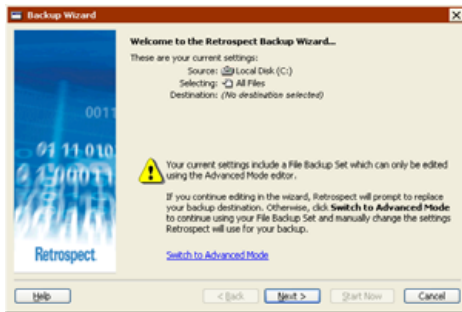 Backup Wizard
Welcome to the Retrospect Backup Wizard...
These are your current settings:
Source: Local Disk (C:)
Selecting: All Files
Destination: (No destination selected)
0011
01 11 010
Your current settings include a File Backup Set which can only be edited
using the Advanced Mode editor.
If you continue editing in the wizard, Retrospect will prompt to replace
your backup destination. Otherwise, click Switch to Advanced Mode
to continue using your File Backup Set and manually change the settings
Retrospect will use for your backup.
Retrospect
Switch to Advanced Mode
Help
< Back
Next >
Start Now
Cancel